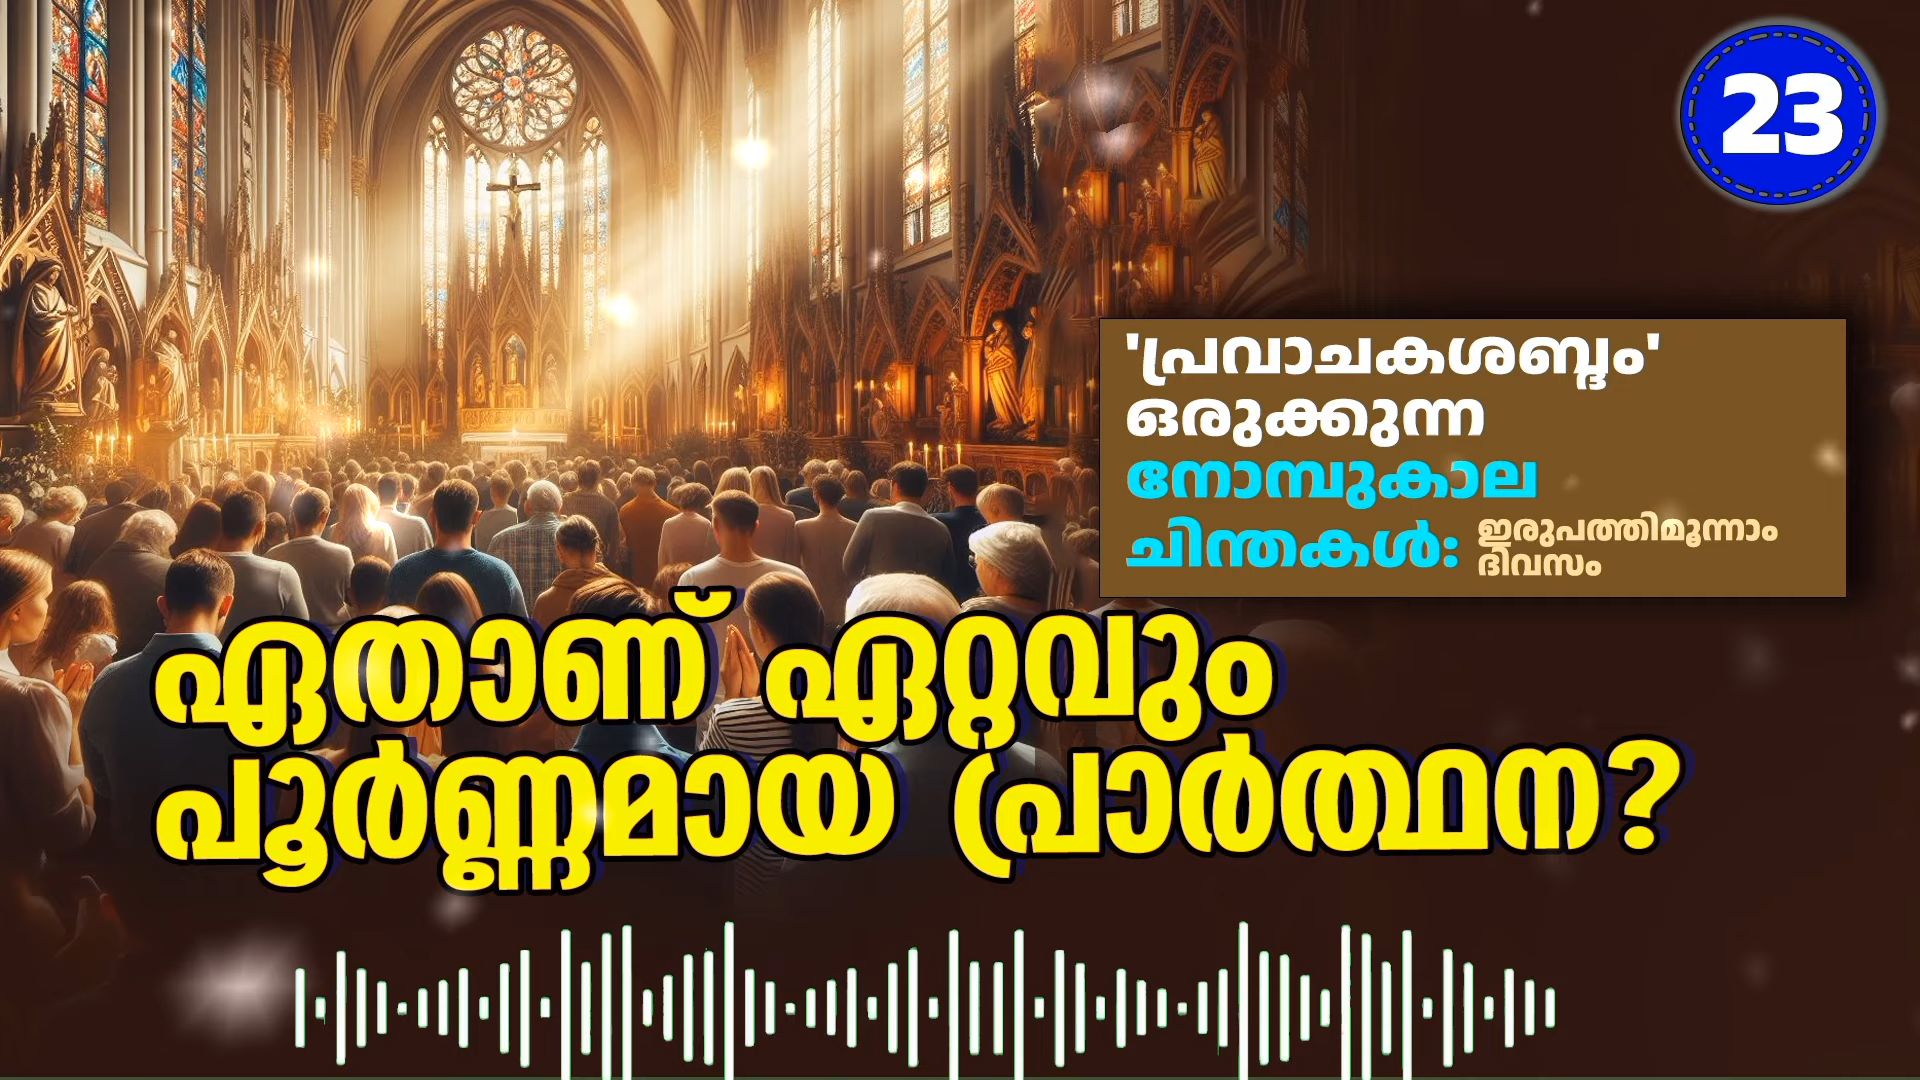 23
'പ്രവാചകശബ്ദം'
ഒരുക്കുന്ന
നോമ്പുകാല
ചിന്തകൾ: ഇരുപത്തിമൂന്നാം
ദിവസം
ഏതാണ് ഏറ്റവും
പൂർണ്ണമായ പ്രാർത്ഥന?